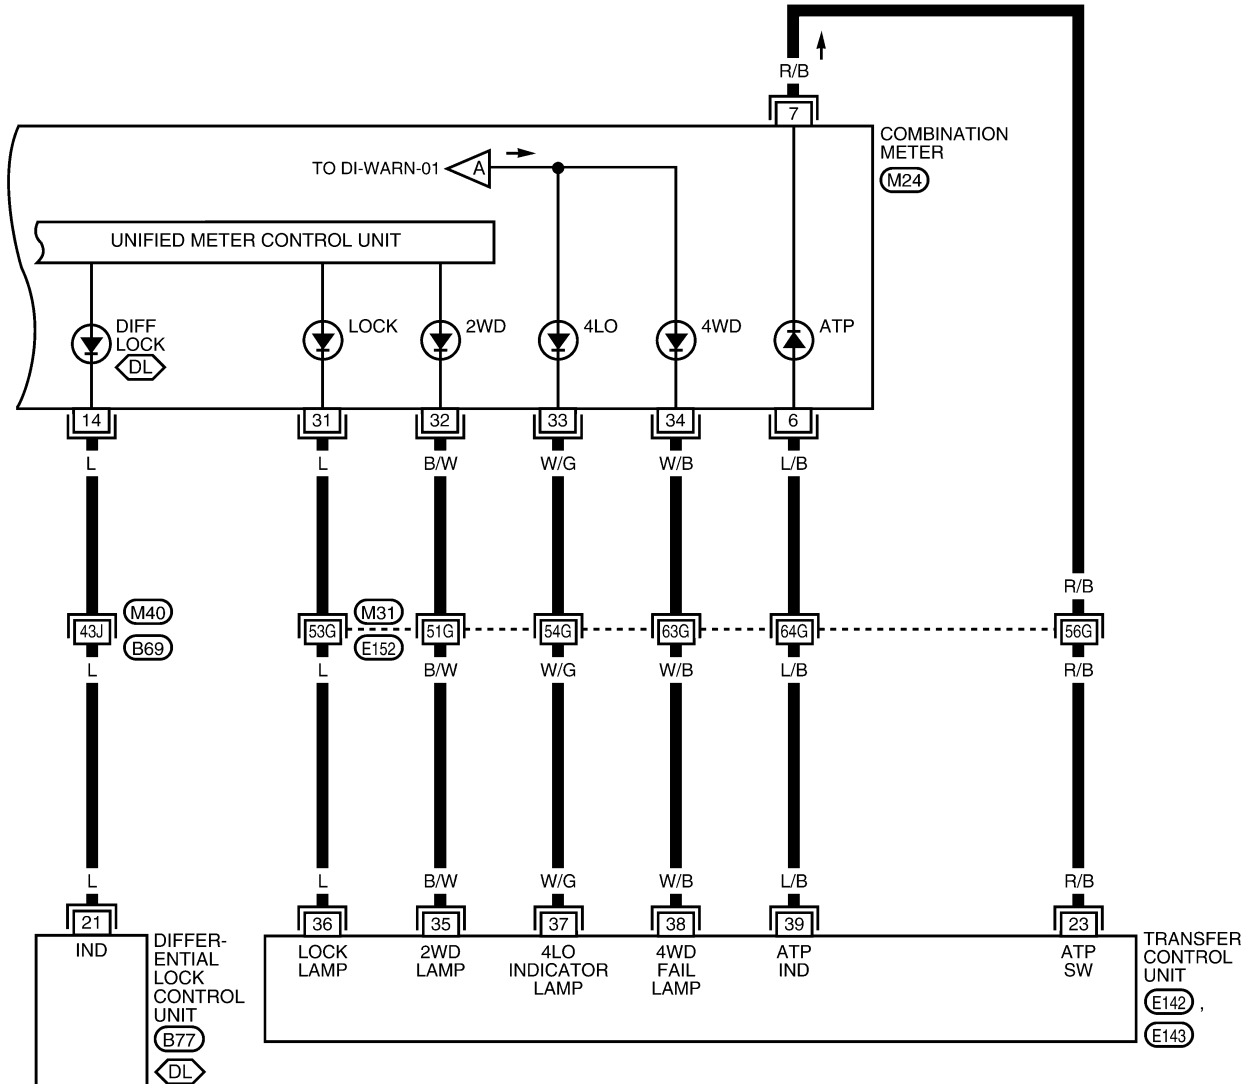 R/B
7
COMBINATION
METER
M24
TO DI-WARN-01 A
UNIFIED METER CONTROL UNIT
DIFF
LOCK
DL
LOCK
2WD
4LO
4WD
ATP
14 31 32 33 34 6
L L B/W W/G W/B L/B
R/B
M40
M31
43J 53G 51G 54G 63G 64G 56G
B69
E152
L L B/W W/G W/B L/B R/B
L L B/W W/G W/B L/B R/B
21 36 35 37 38 39 23
IND
DIFFER-
ENTIAL
LOCK
CONTROL
UNIT
B77
DL
LOCK
LAMP
2WD
LAMP
4LO
INDICATOR
LAMP
4WD
FAIL
LAMP
ATP
IND
ATP
SW
TRANSFER
CONTROL
UNIT
E142 ,
E143